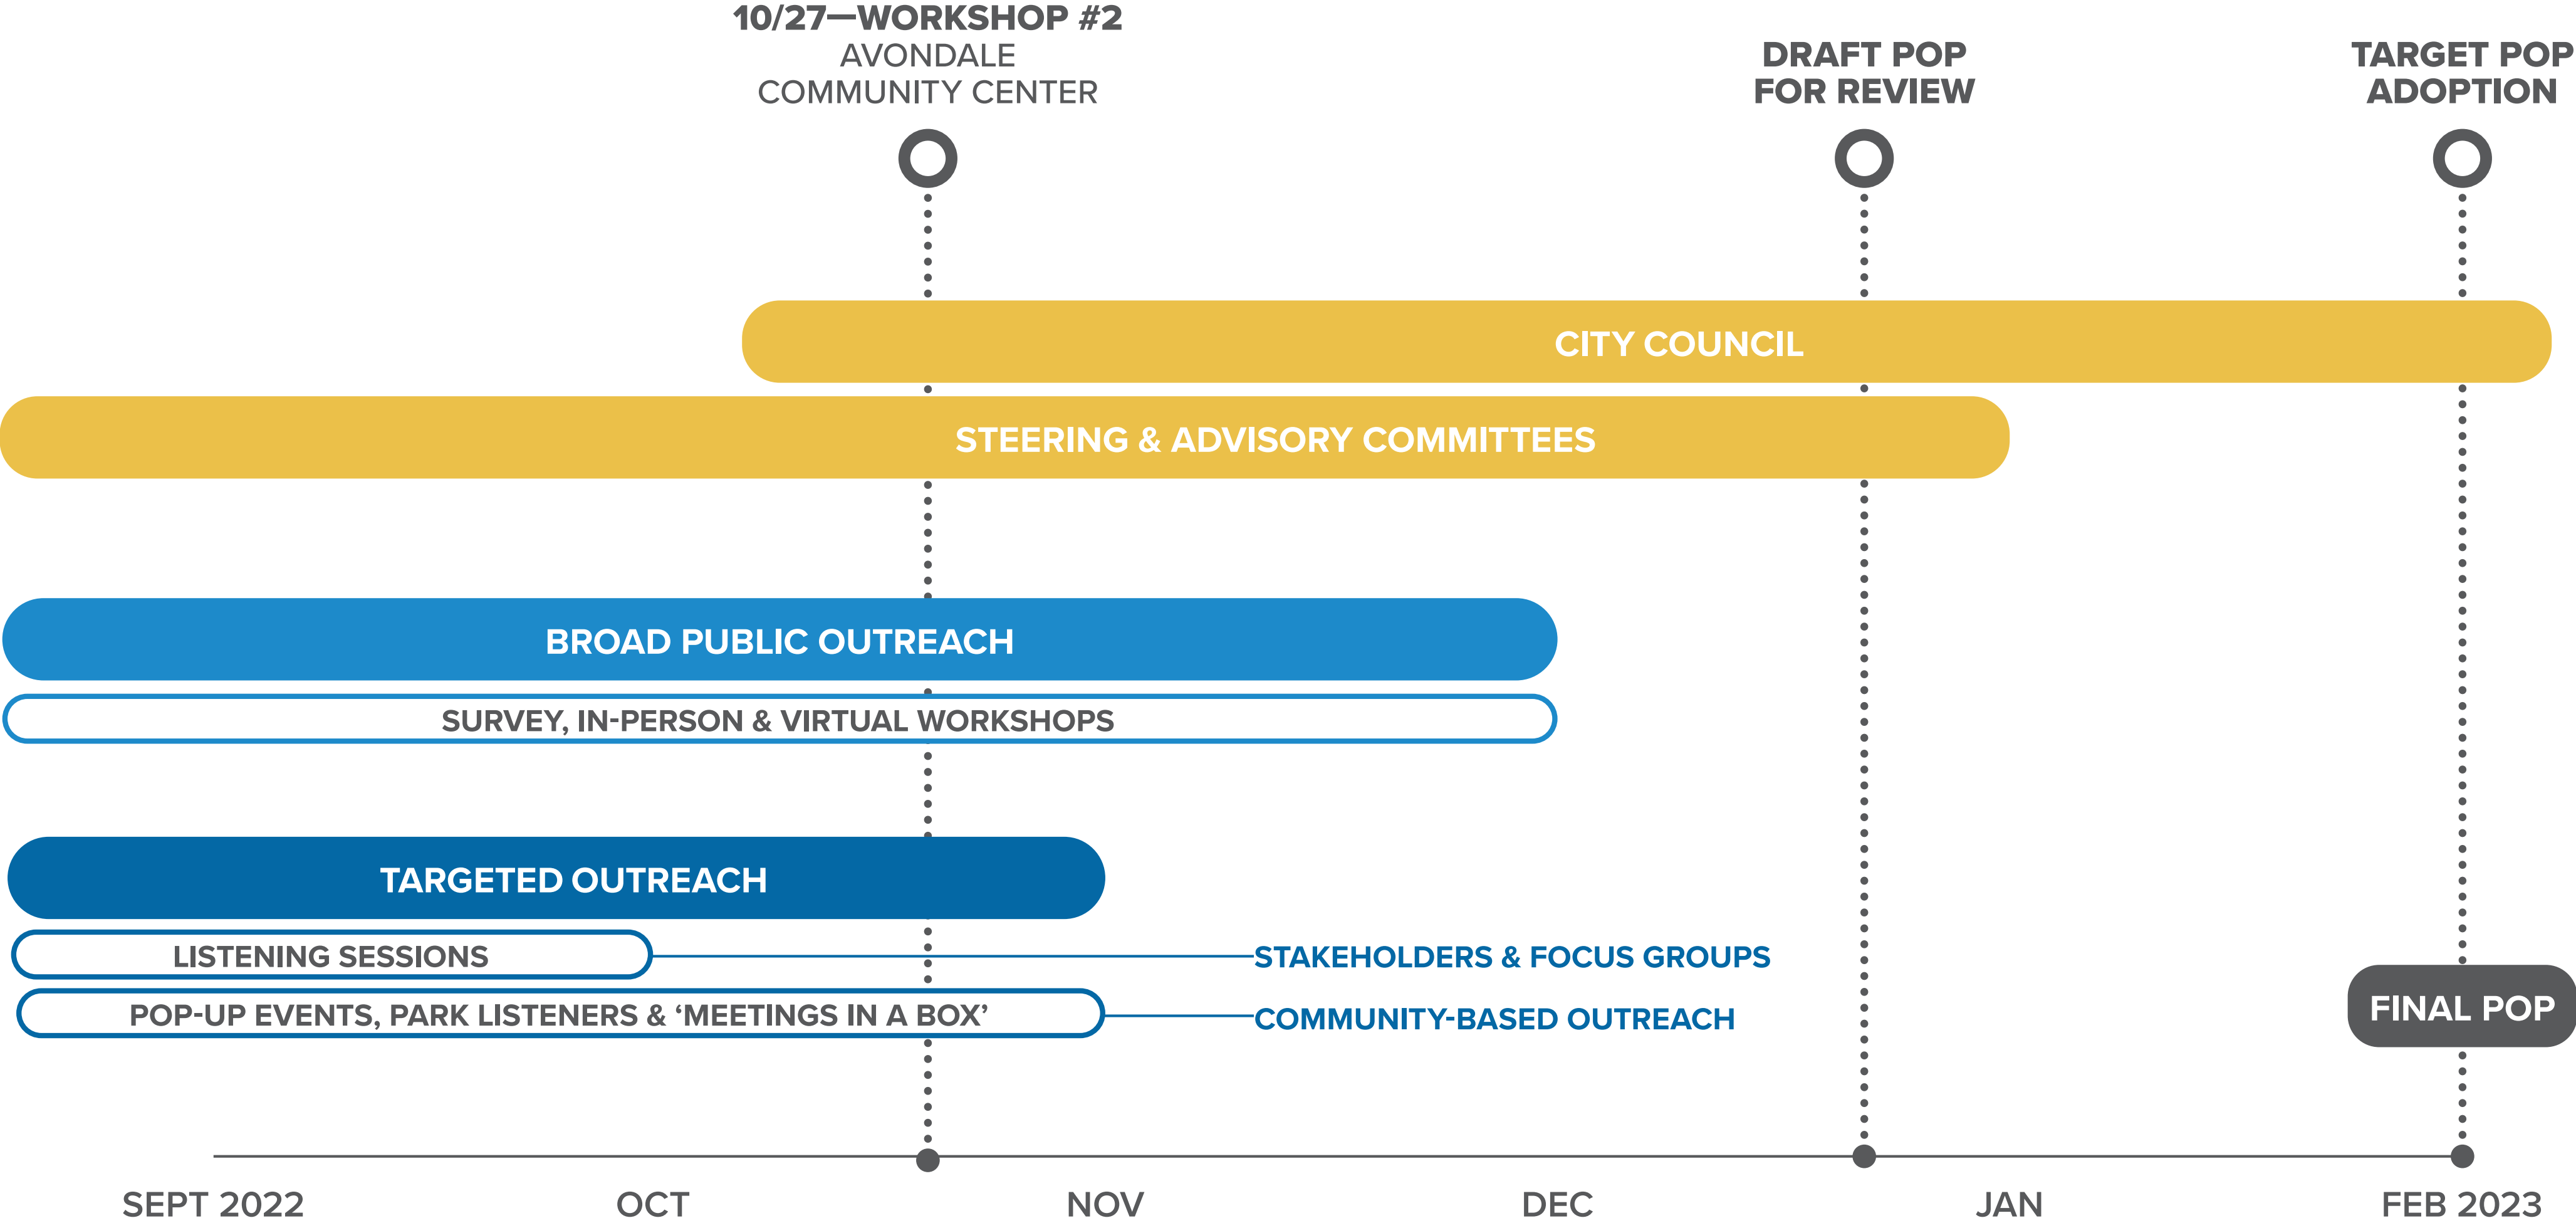 10/27—WORKSHOP #2
AVONDALE
COMMUNITY CENTER
DRAFT POP
FOR REVIEW
TARGET POP
ADOPTION
CITY COUNCIL
STEERING & ADVISORY COMMITTEES
BROAD PUBLIC OUTREACH
SURVEY, IN-PERSON & VIRTUAL WORKSHOPS
TARGETED OUTREACH
LISTENING SESSIONS
STAKEHOLDERS & FOCUS GROUPS
POP-UP EVENTS, PARK LISTENERS & ‘MEETINGS IN A BOX’
COMMUNITY-BASED OUTREACH
FINAL POP
SEPT 2022
OCT
NOV
DEC
JAN
FEB 2023